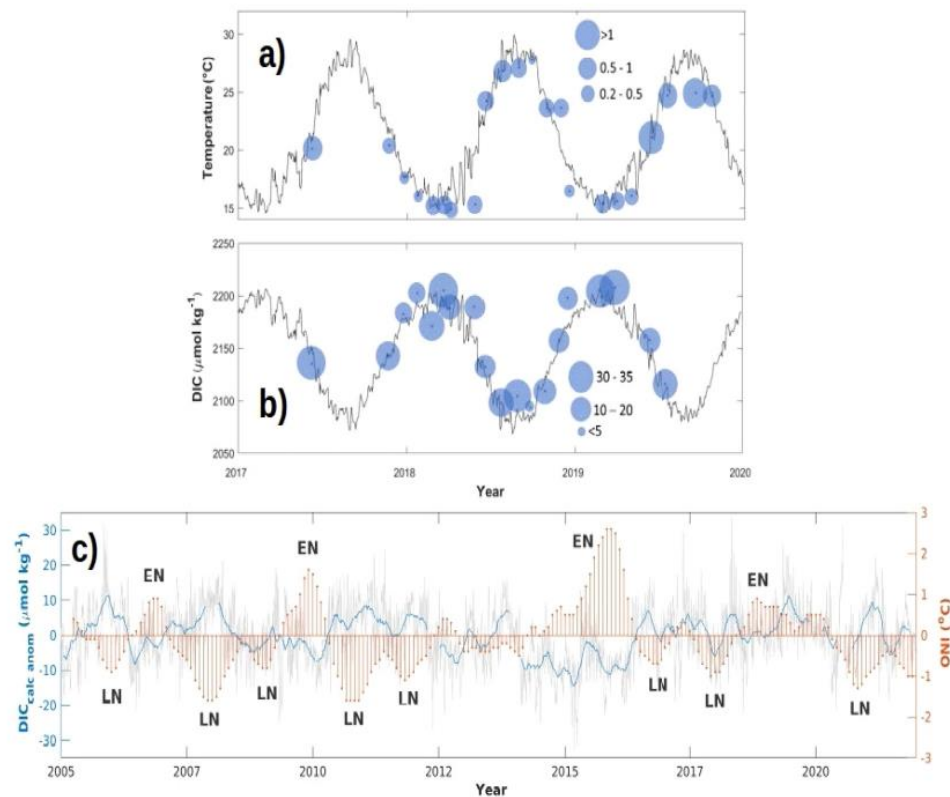 a)
Temperature (°C)
30
25
20
15
>1
0.5 - 1
0.2 - 0.5
b)
DIC (μmol kg⁻¹)
2250
2200
2150
2100
2050
30 - 35
10 – 20
<5
2017
2018
2019
2020
Year
c)
DIC calc anom (μmol kg⁻¹)
30
20
10
0
-10
-20
-30
EN
EN
EN
EN
LN
LN
LN
LN
LN
LN
LN
LN
3
2
1
0
-1
-2
-3
ONI (°C)
2005
2007
2010
2012
2015
2017
2020
Year